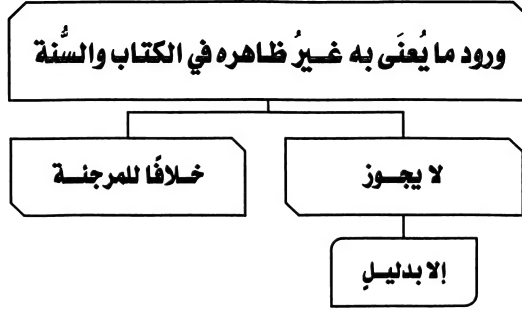 ورود ما يُعنَى به غيرُ ظاهره في الكتاب والسُّنة
لا يجوز
خلافًا للمرجئة
إلا بدليلٍ